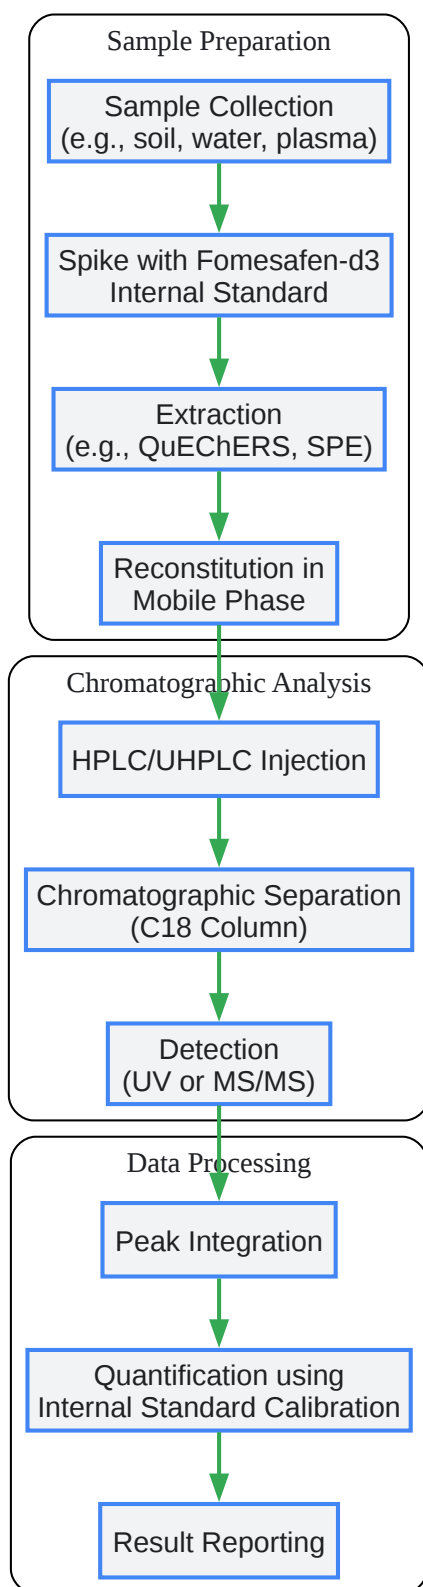 Sample Preparation
Sample Collection
(e.g., soil, water, plasma)
Spike with Fomesafen-d3
Internal Standard
Extraction
(e.g., QuEChERS, SPE)
Reconstitution in
Mobile Phase
Chromatographic Analysis
HPLC/UHPLC Injection
Chromatographic Separation
(C18 Column)
Detection
(UV or MS/MS)
Data Processing
Peak Integration
Quantification using
Internal Standard Calibration
Result Reporting